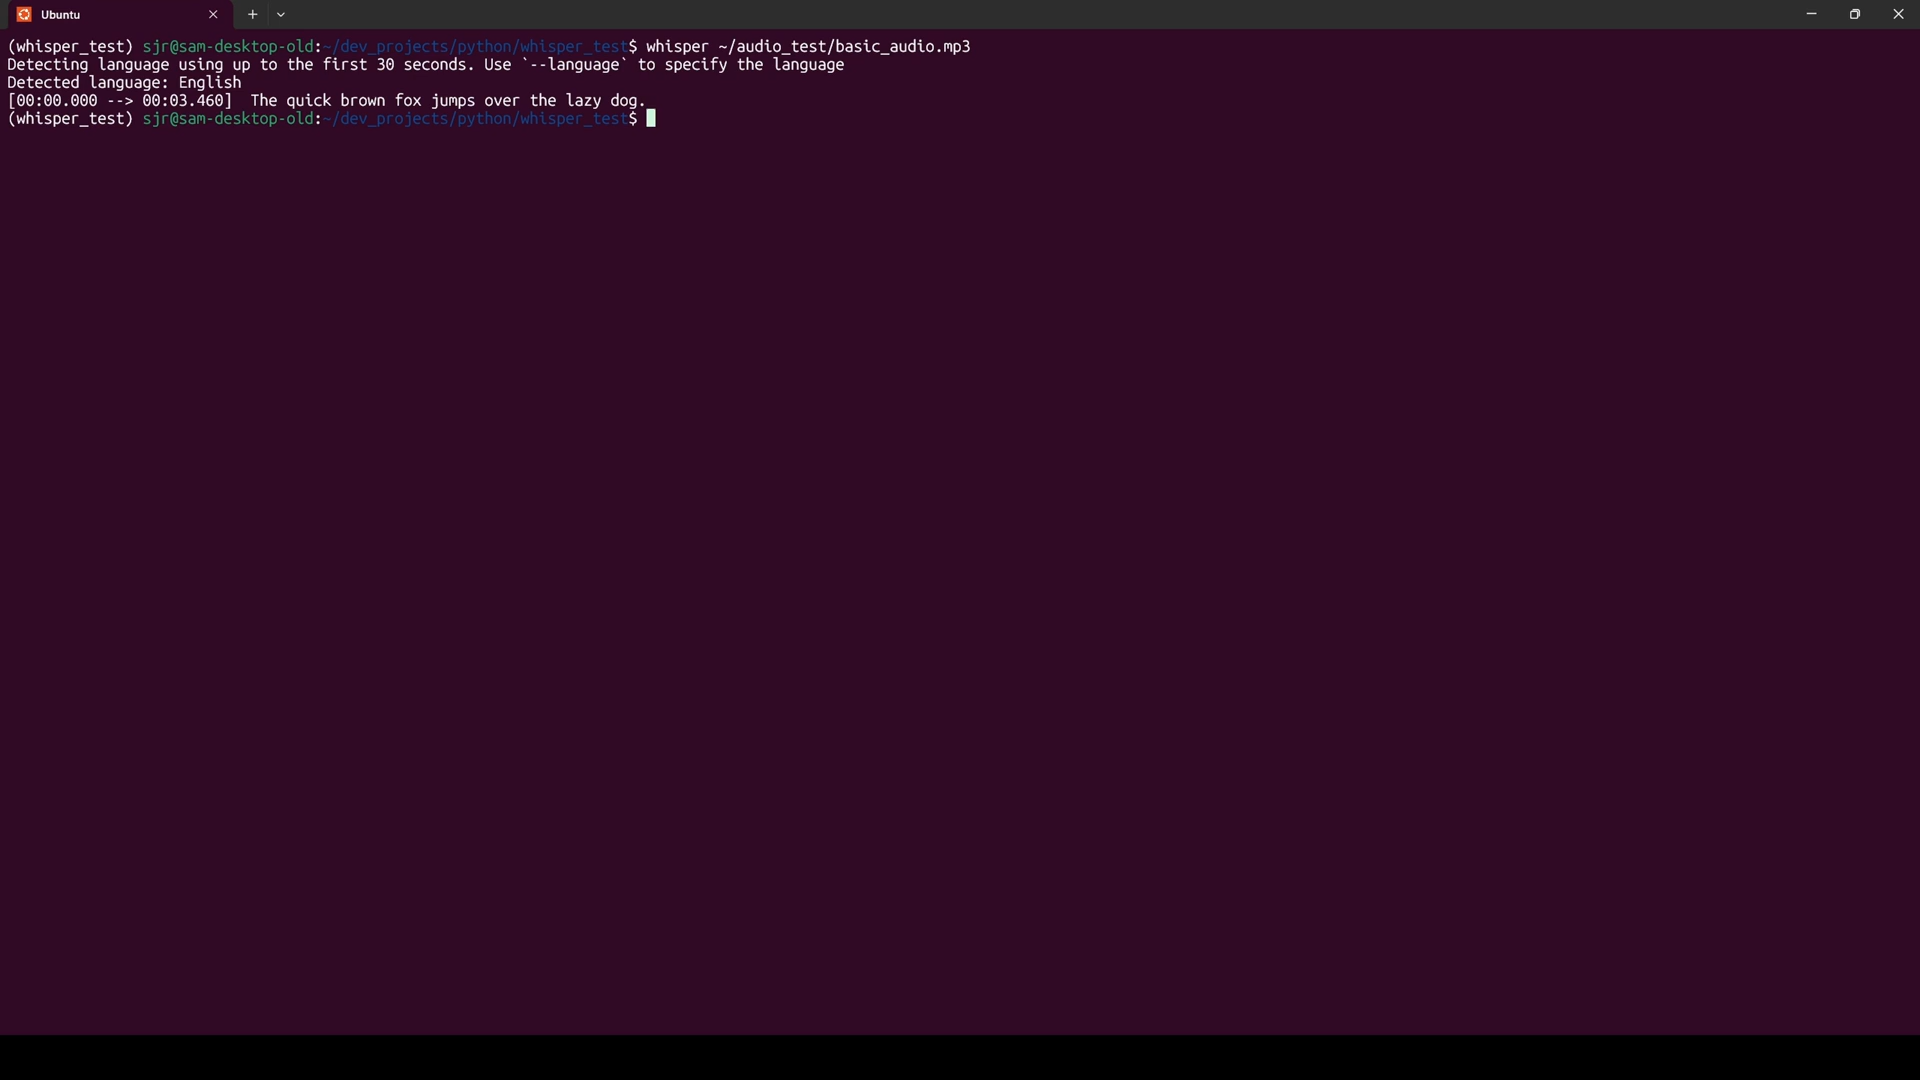 Ubuntu
(whisper_test) sjr@sam-desktop-old:~/dev_projects/python/whisper_test$ whisper ~/audio_test/basic_audio.mp3
Detecting language using up to the first 30 seconds. Use `--language` to specify the language
Detected language: English
[00:00.000 --> 00:03.460]  The quick brown fox jumps over the lazy dog.
(whisper_test) sjr@sam-desktop-old:~/dev_projects/python/whisper_test$